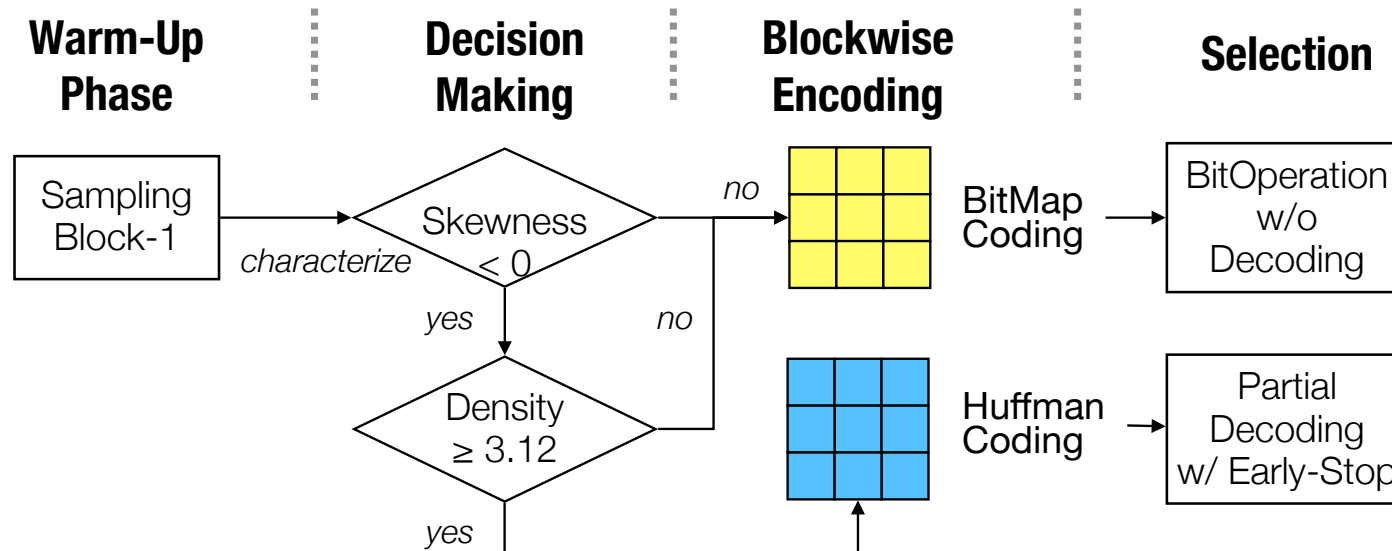 Warm-Up
Phase
Decision
Making
Blockwise
Encoding
Selection
Sampling
Block-1
characterize
Skewness
< 0
no
yes
no
Density
≥ 3.12
yes
BitMap
Coding
Huffman
Coding
BitOperation
w/o
Decoding
Partial
Decoding
w/ Early-Stop